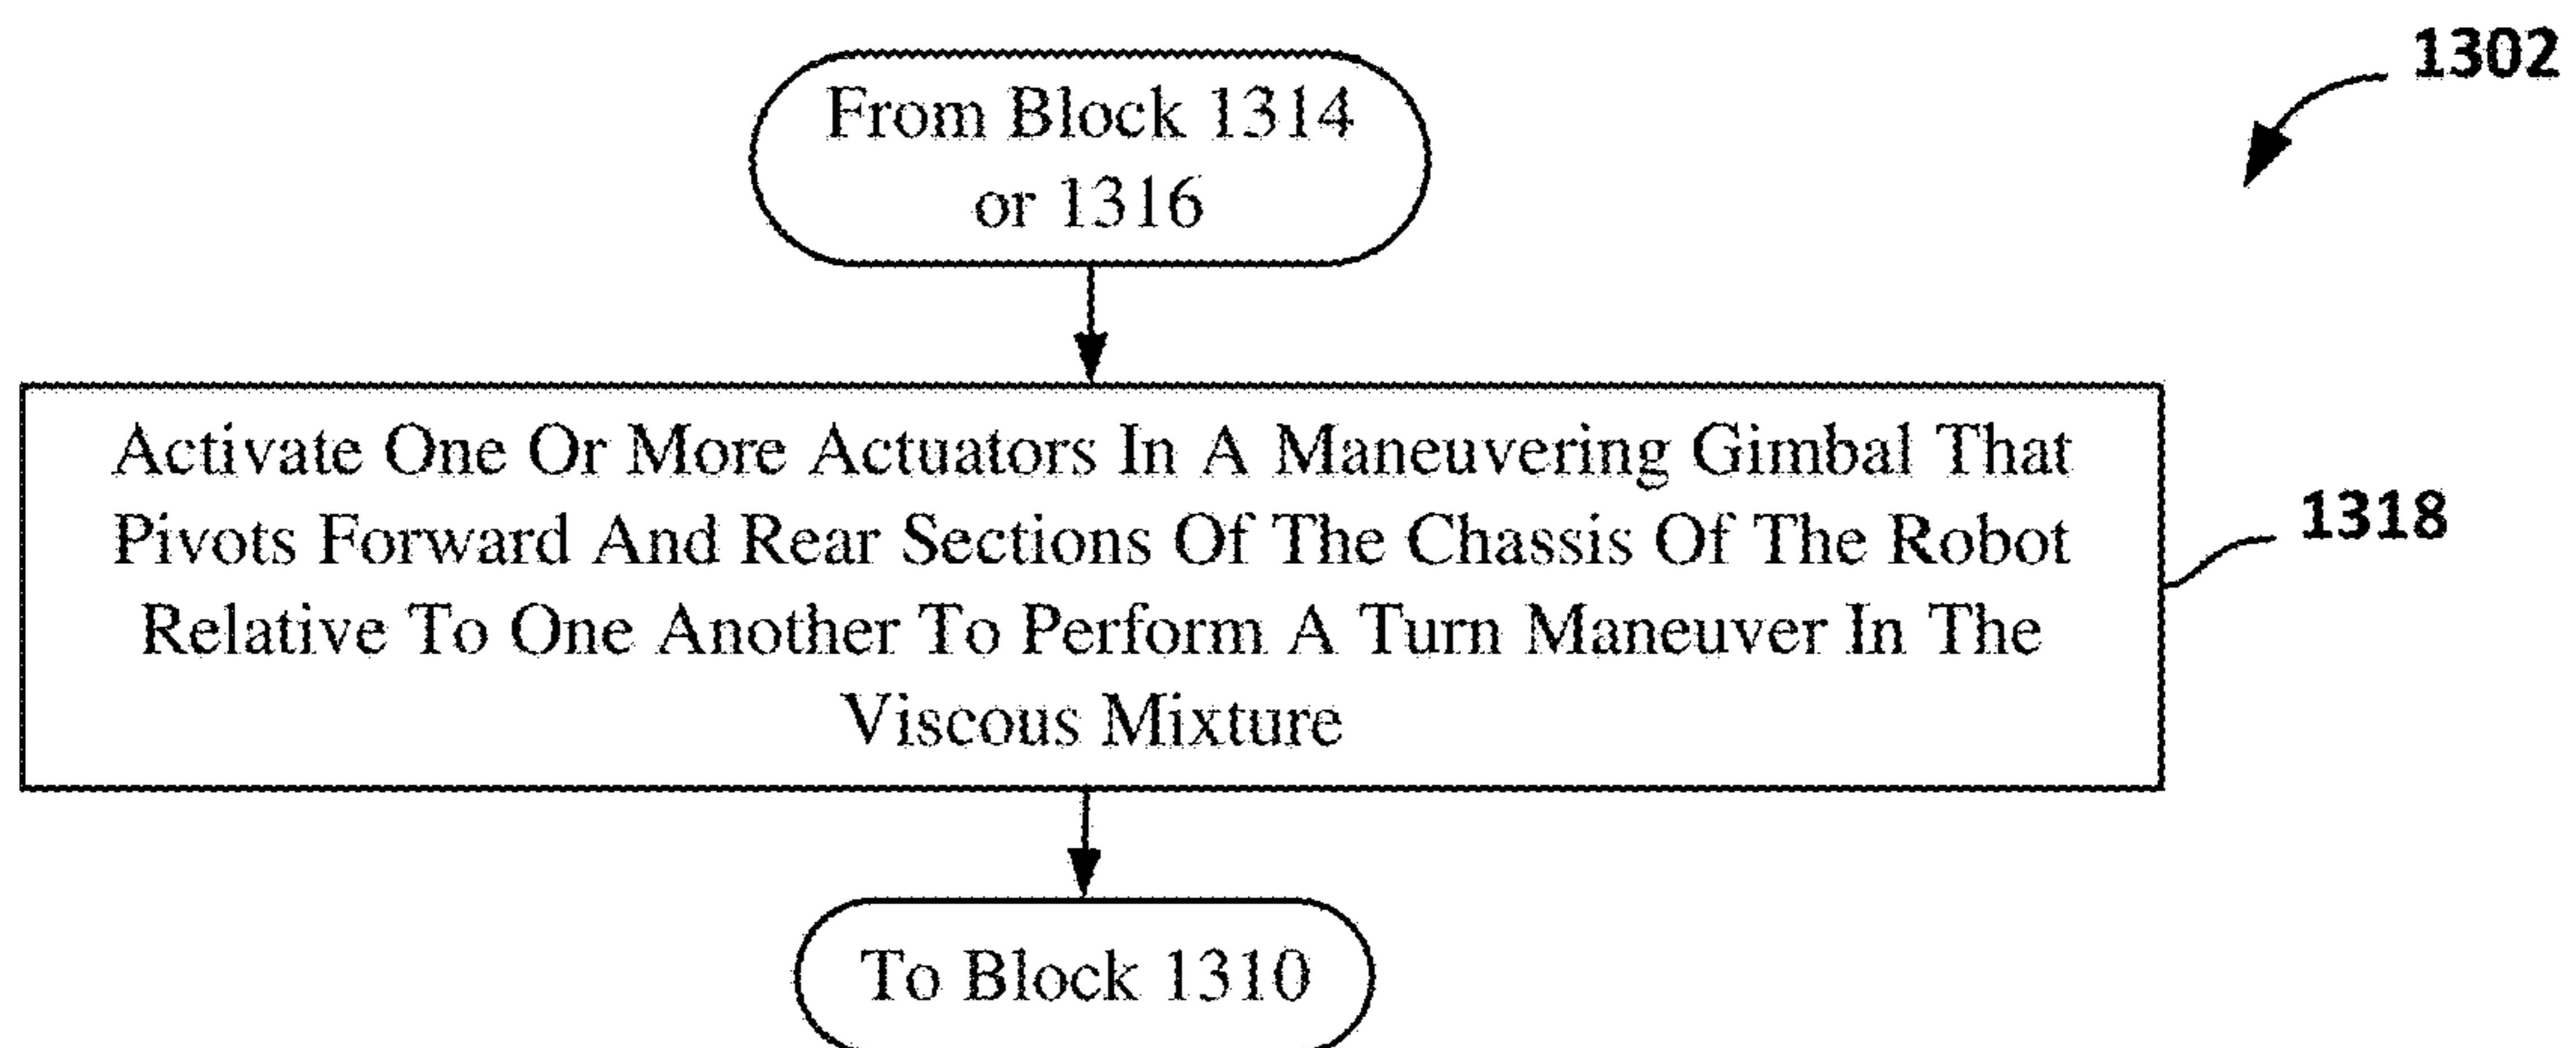 1302
From Block 1314
or 1316
Activate One Or More Actuators In A Maneuvering Gimbal That
Pivots Forward And Rear Sections Of The Chassis Of The Robot
Relative To One Another To Perform A Turn Maneuver In The
Viscous Mixture
1318
To Block 1310